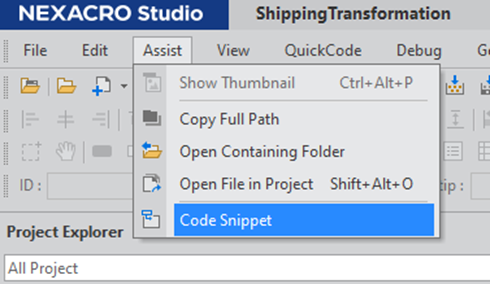 NEXACRO Studio ShippingTransformation
File Edit Assist View QuickCode Debug
Show Thumbnail Ctrl+Alt+P
Copy Full Path
Open Containing Folder
Open File in Project Shift+Alt+O
ID :
Code Snippet
Project Explorer
All Project